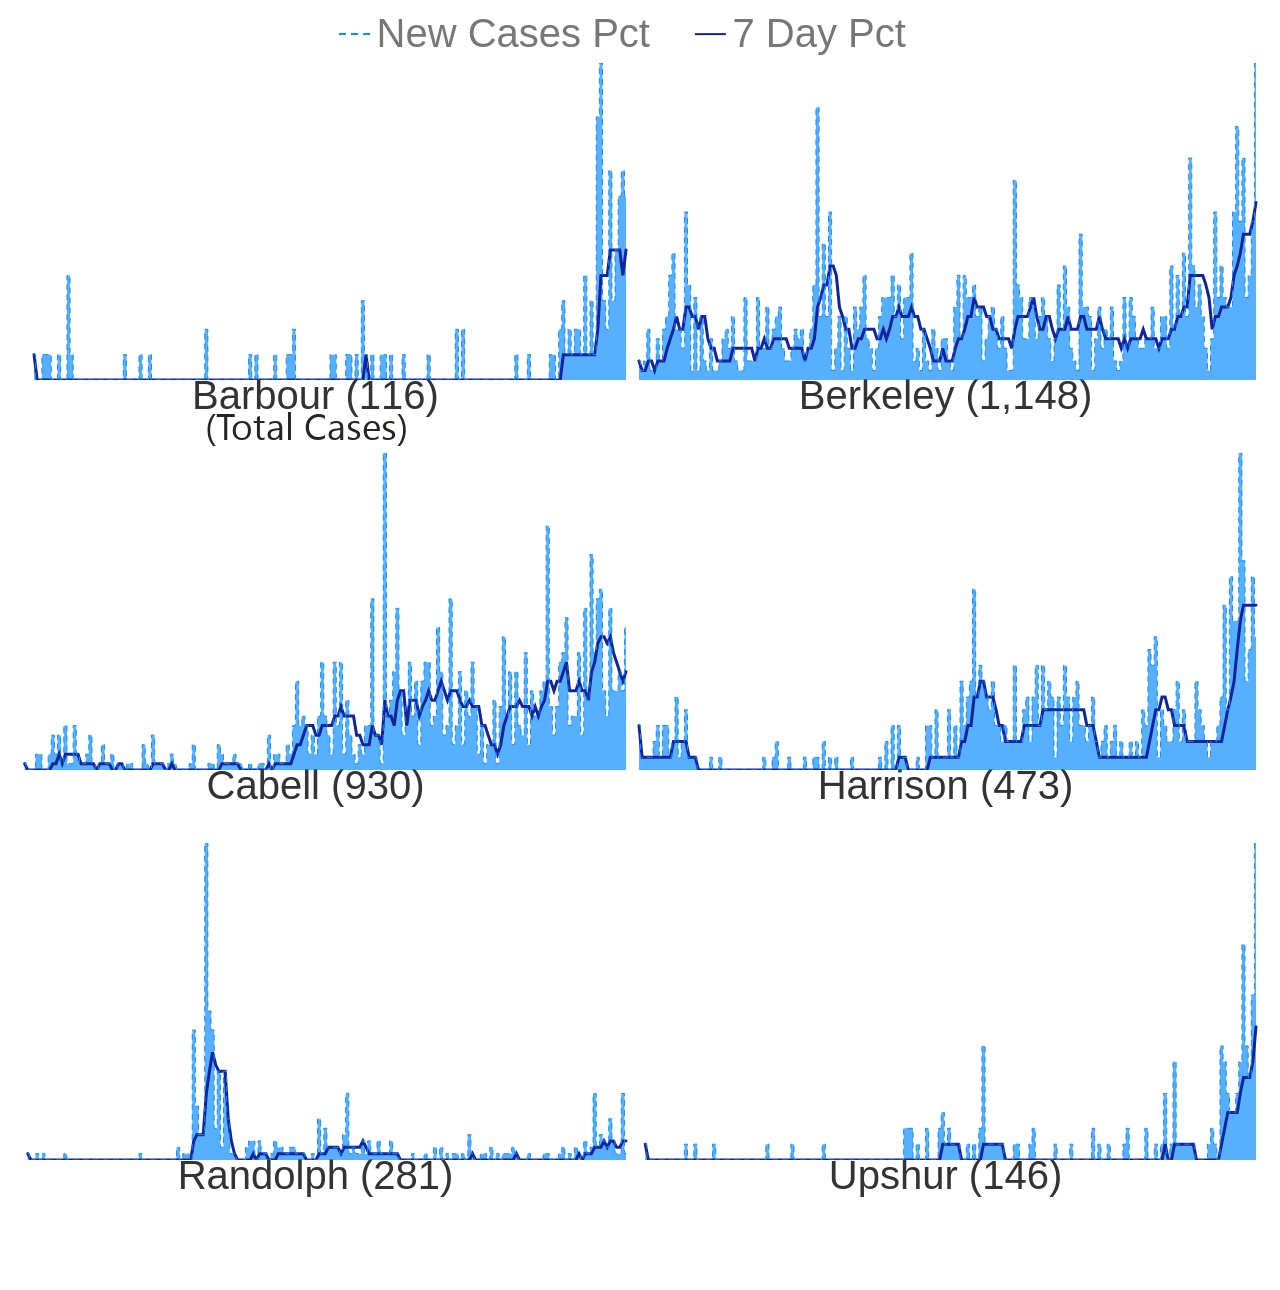 New Cases Pct 7 Day Pct
Barbour (116) Berkeley (1,148)
(Total Cases)
Cabell (930) Harrison (473)
Randolph (281) Upshur (146)